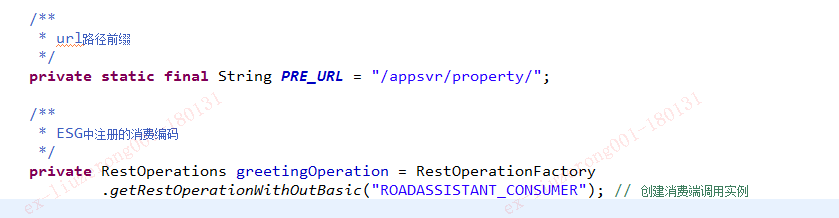 /**
 * url路径前缀
 */
private static final String PRE_URL = "/appsvr/property/";
/**
 * ESG中注册的消费编码
 */
private RestOperations greetingOperation = RestOperationFactory
.getRestOperationWithOutBasic("ROADASSISTANT_CONSUMER"); // 创建消费端调用实例